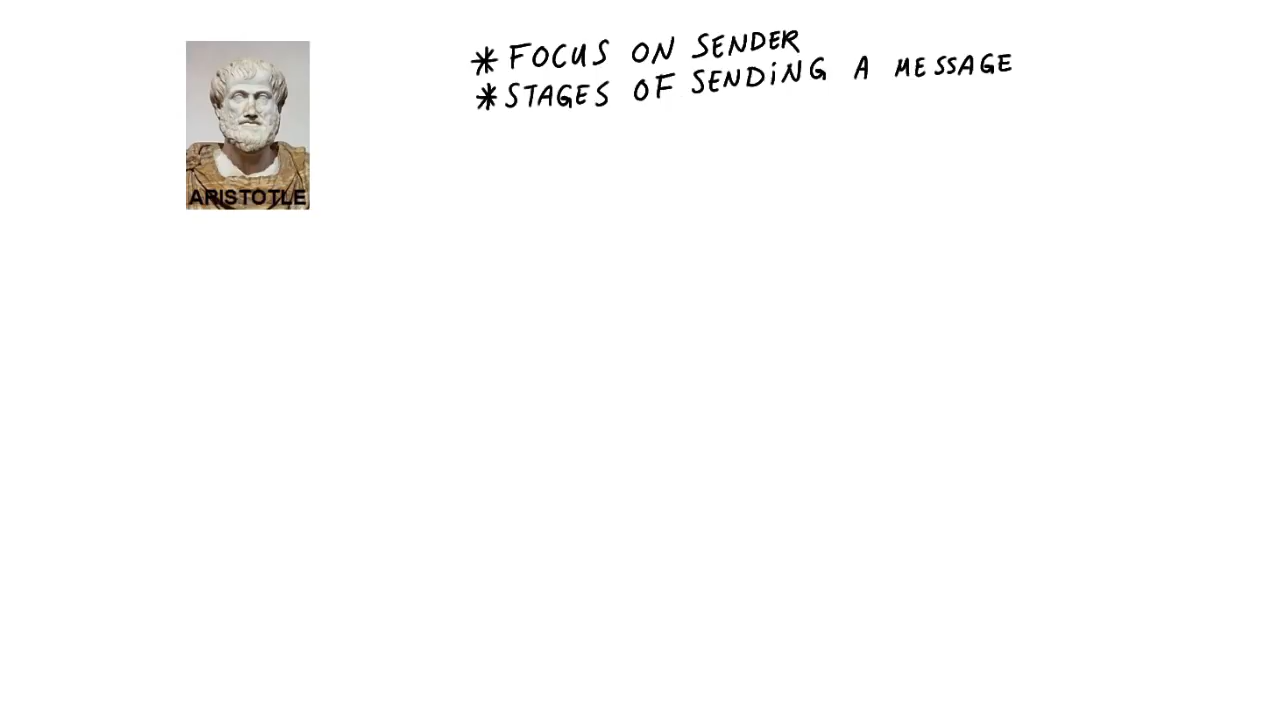 * FOCUS ON SENDER
* STAGES OF SENDING A MESSAGE
ARISTOTLE